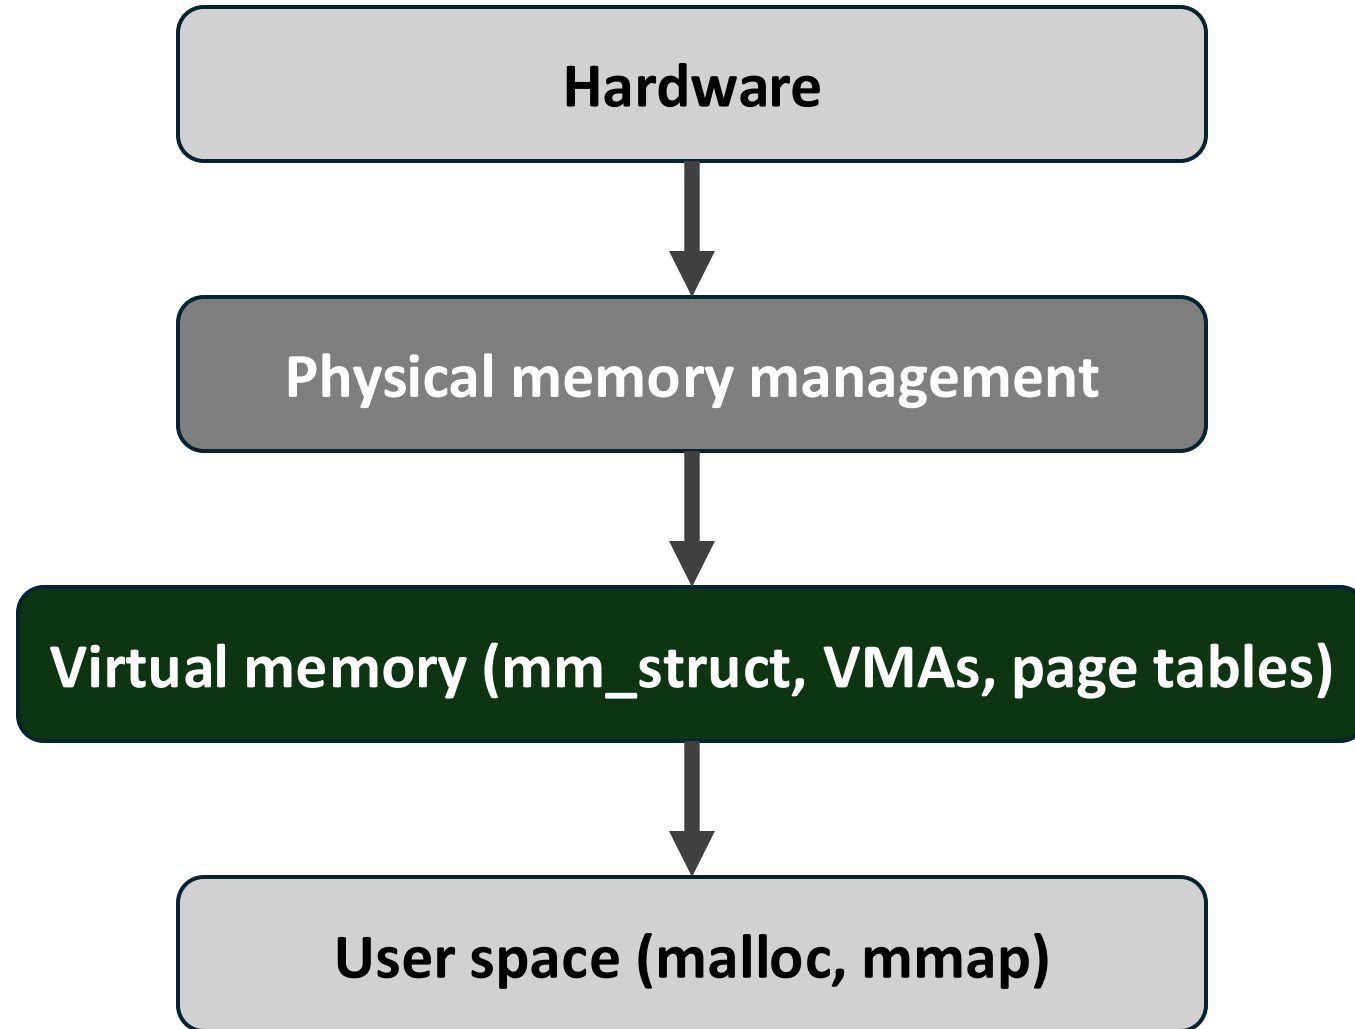 Hardware
Physical memory management
Virtual memory (mm_struct, VMAs, page tables)
User space (malloc, mmap)